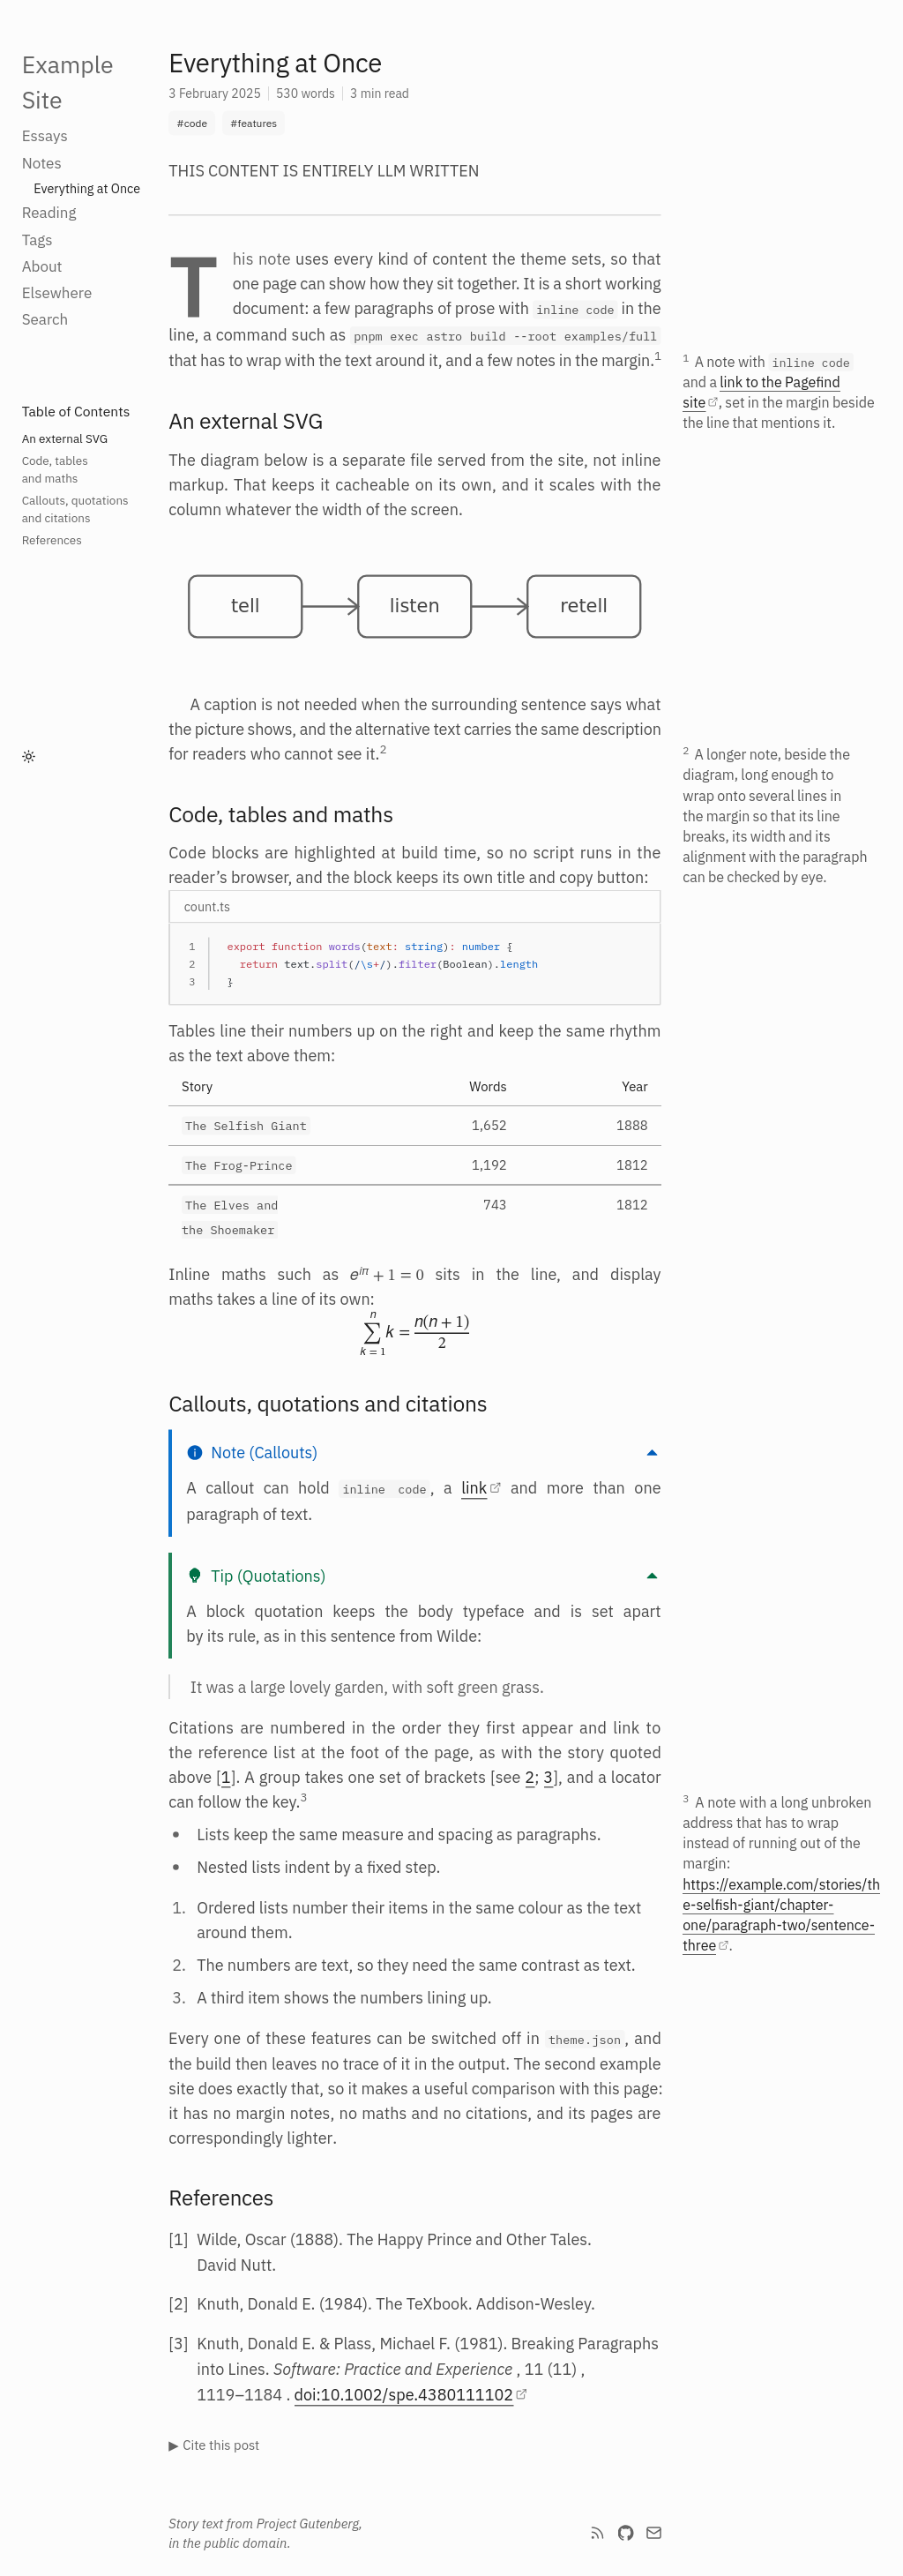 Example
Site
Essays
Notes
Everything at Once
Reading
Tags
About
Elsewhere
Search
Table of Contents
An external SVG
Code, tables
and maths
Callouts, quotations
and citations
References
Everything at Once
3 February 2025 530 words 3 min read
#code #features
THIS CONTENT IS ENTIRELY LLM WRITTEN
This note uses every kind of content the theme sets, so that
one page can show how they sit together. It is a short working
document: a few paragraphs of prose with inline code in the
line, a command such as pnpm exec astro build --root examples/full
that has to wrap with the text around it, and a few notes in the margin.1
1 A note with inline code
and a link to the Pagefind
site, set in the margin beside
the line that mentions it.
An external SVG
The diagram below is a separate file served from the site, not inline
markup. That keeps it cacheable on its own, and it scales with the
column whatever the width of the screen.
tell listen retell
A caption is not needed when the surrounding sentence says what
the picture shows, and the alternative text carries the same description
for readers who cannot see it.2
2 A longer note, beside the
diagram, long enough to
wrap onto several lines in
the margin so that its line
breaks, its width and its
alignment with the paragraph
can be checked by eye.
Code, tables and maths
Code blocks are highlighted at build time, so no script runs in the
reader’s browser, and the block keeps its own title and copy button:
count.ts
1 export function words(text: string): number {
2 return text.split(/\s+/).filter(Boolean).length
3 }
Tables line their numbers up on the right and keep the same rhythm
as the text above them:
Story Words Year
The Selfish Giant 1,652 1888
The Frog-Prince 1,192 1812
The Elves and 743 1812
the Shoemaker
Inline maths such as e^{iπ} + 1 = 0 sits in the line, and display
maths takes a line of its own:
n
∑ k = n(n + 1)
k = 1 2
Callouts, quotations and citations
Note (Callouts)
A callout can hold inline code, a link and more than one
paragraph of text.
Tip (Quotations)
A block quotation keeps the body typeface and is set apart
by its rule, as in this sentence from Wilde:
It was a large lovely garden, with soft green grass.
Citations are numbered in the order they first appear and link to
the reference list at the foot of the page, as with the story quoted
above [1]. A group takes one set of brackets [see 2; 3], and a locator
can follow the key.3
3 A note with a long unbroken
address that has to wrap
instead of running out of the
margin:
https://example.com/stories/th
e-selfish-giant/chapter-
one/paragraph-two/sentence-
three.
• Lists keep the same measure and spacing as paragraphs.
• Nested lists indent by a fixed step.
1. Ordered lists number their items in the same colour as the text
around them.
2. The numbers are text, so they need the same contrast as text.
3. A third item shows the numbers lining up.
Every one of these features can be switched off in theme.json, and
the build then leaves no trace of it in the output. The second example
site does exactly that, so it makes a useful comparison with this page:
it has no margin notes, no maths and no citations, and its pages are
correspondingly lighter.
References
[1] Wilde, Oscar (1888). The Happy Prince and Other Tales.
David Nutt.
[2] Knuth, Donald E. (1984). The TeXbook. Addison-Wesley.
[3] Knuth, Donald E. & Plass, Michael F. (1981). Breaking Paragraphs
into Lines. Software: Practice and Experience , 11 (11) ,
1119–1184 . doi:10.1002/spe.4380111102
▶ Cite this post
Story text from Project Gutenberg,
in the public domain.